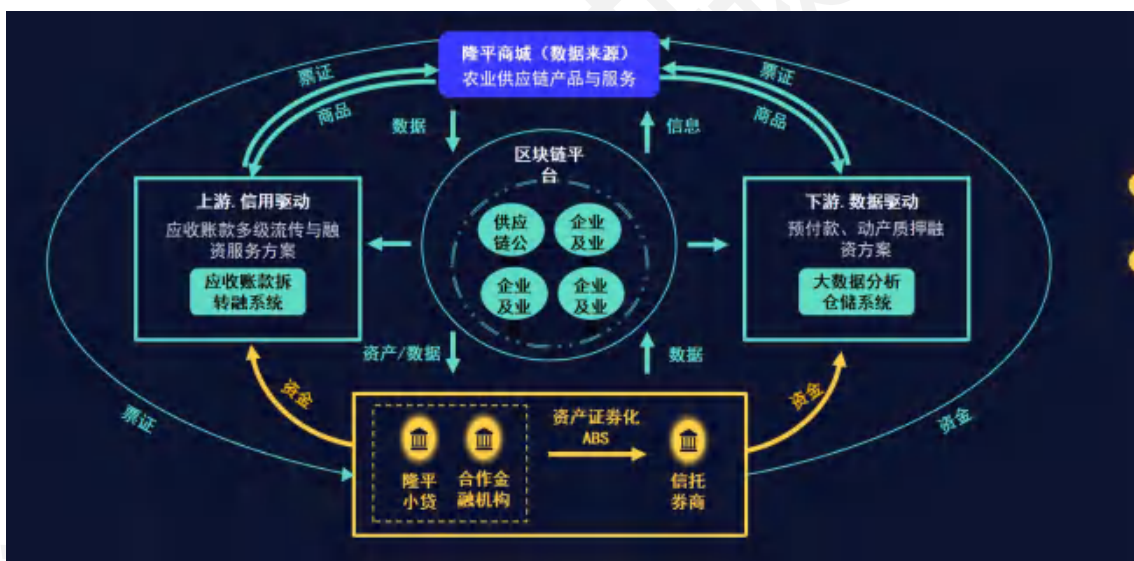 隆平商城（数据来源）
农业供应链产品与服务
票证
商品
票证
商品
数据
信息
区块链平
台
供应
链公
企业
及业
企业
及业
企业
及业
上游.信用驱动
应收账款多级流传与融
资服务方案
应收账款拆
转融系统
下游.数据驱动
预付款、动产质押融
资方案
大数据分析
仓储系统
资产/数据
数据
资金
资金
票证
资金
隆平
小贷
合作金
融机构
资产证券化
ABS
信托
券商